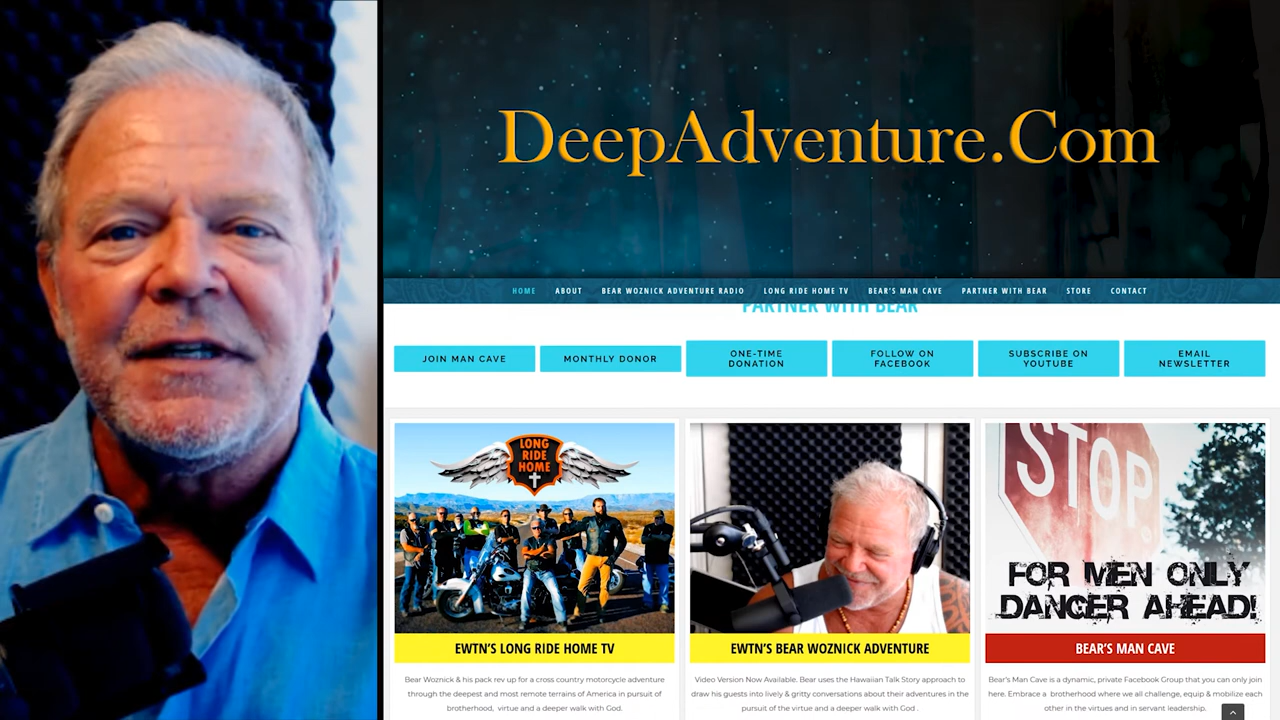 DeepAdventure.Com
HOME ABOUT BEAR WOZNICK ADVENTURE RADIO LONG RIDE HOME TV BEAR'S MAN CAVE PARTNER WITH BEAR STORE CONTACT
PARTNER WITH BEAR
JOIN MAN CAVE
MONTHLY DONOR
ONE-TIME
DONATION
FOLLOW ON
FACEBOOK
SUBSCRIBE ON
YOUTUBE
EMAIL
NEWSLETTER
LONG
RIDE
HOME
EWTN'S LONG RIDE HOME TV
Bear Woznick & his pack rev up for a cross country motorcycle adventure
through the deepest and most remote terrains of America in pursuit of
brotherhood, virtue and a deeper walk with God.
EWTN'S BEAR WOZNICK ADVENTURE
Video Version Now Available. Bear uses the Hawaiian Talk Story approach to
draw his guests into lively & gritty conversations about their adventures in the
pursuit of the virtue and a deeper walk with God .
STOP
FOR MEN ONLY
DANGER AHEAD!
BEAR'S MAN CAVE
Bear's Man Cave is a dynamic, private Facebook Group that you can only join
here. Embrace a brotherhood where we all challenge, equip & mobilize each
other in the virtues and in servant leadership.